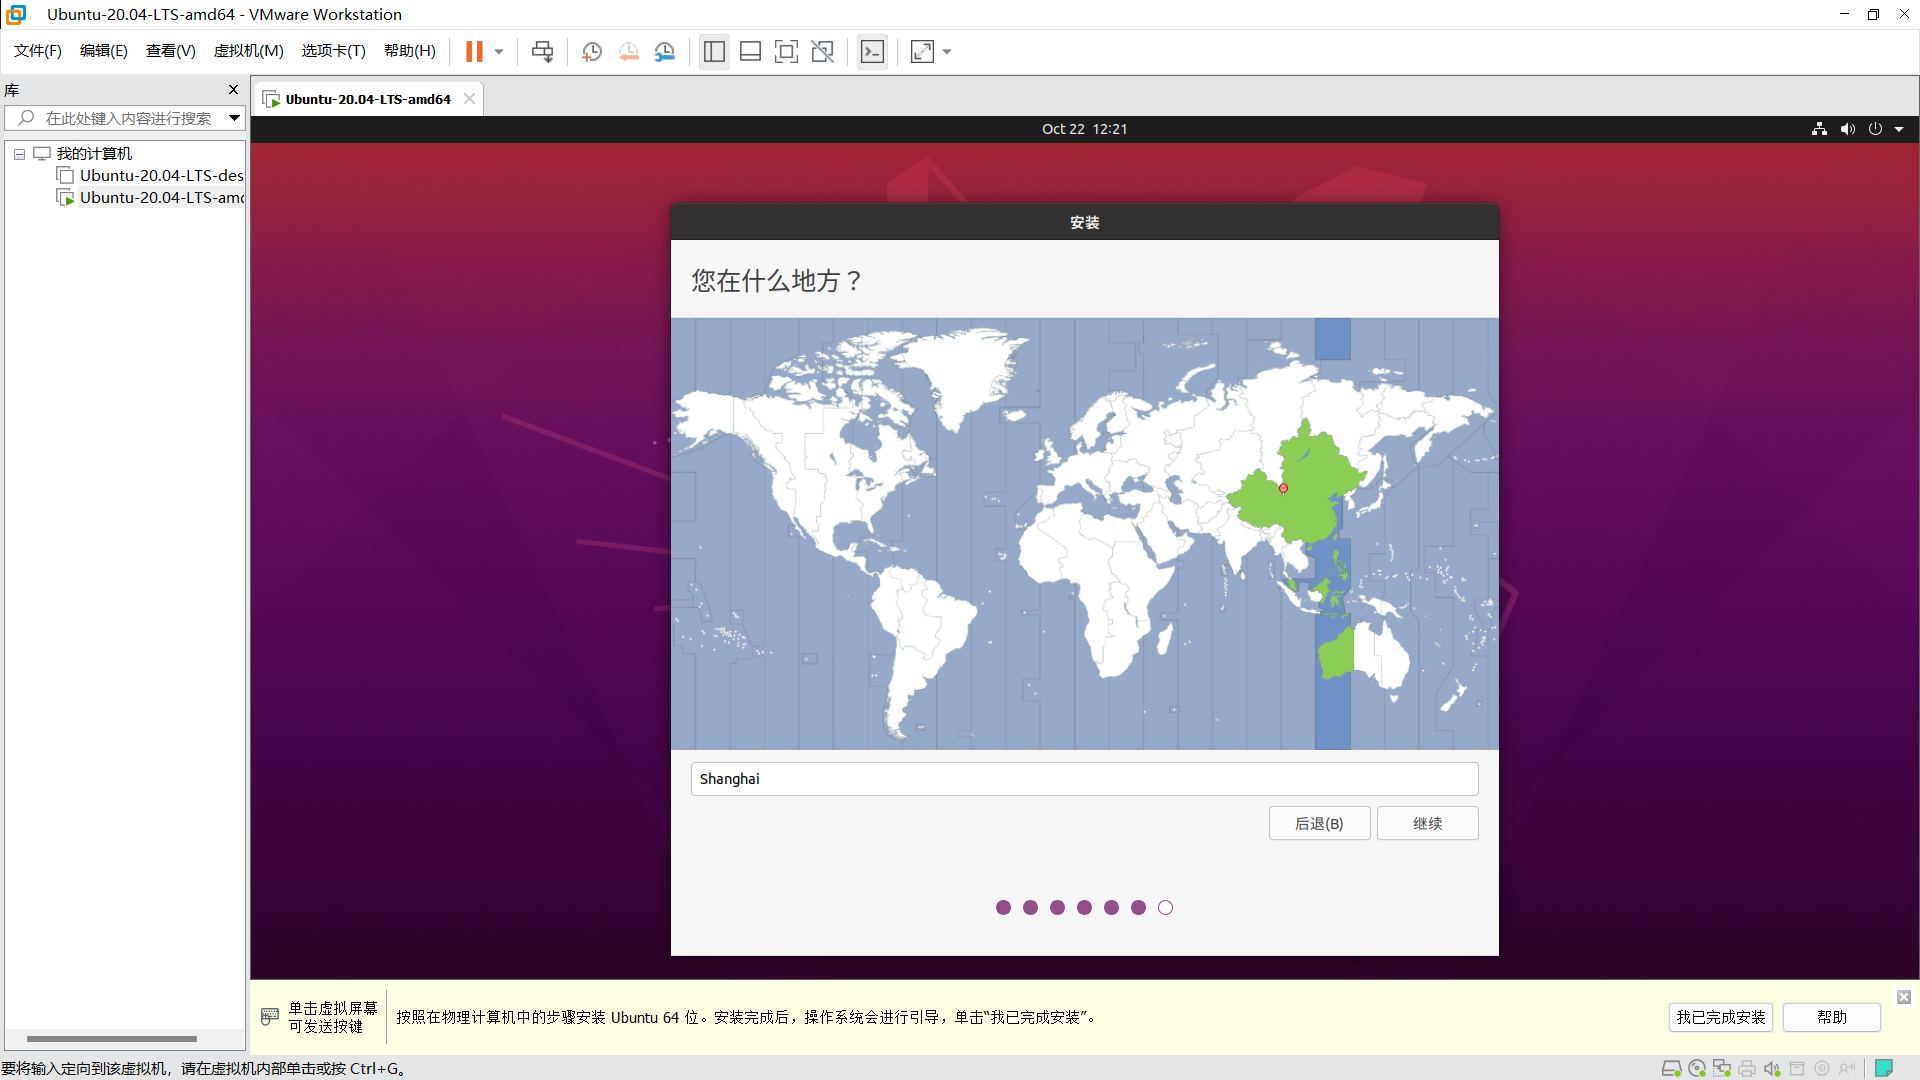 Ubuntu-20.04-LTS-amd64 - VMware Workstation
文件(F) 编辑(E) 查看(V) 虚拟机(M) 选项卡(T) 帮助(H)
库
在此处键入内容进行搜索
我的计算机
Ubuntu-20.04-LTS-des
Ubuntu-20.04-LTS-amd
Ubuntu-20.04-LTS-amd64
Oct 22 12:21
安装
您在什么地方？
Shanghai
后退(B) 继续
单击虚拟屏幕
可发送按键
按照在物理计算机中的步骤安装 Ubuntu 64 位。安装完成后，操作系统会进行引导，单击“我已完成安装”。
我已完成安装 帮助
要将输入定向到该虚拟机，请在虚拟机内部单击或按 Ctrl+G。